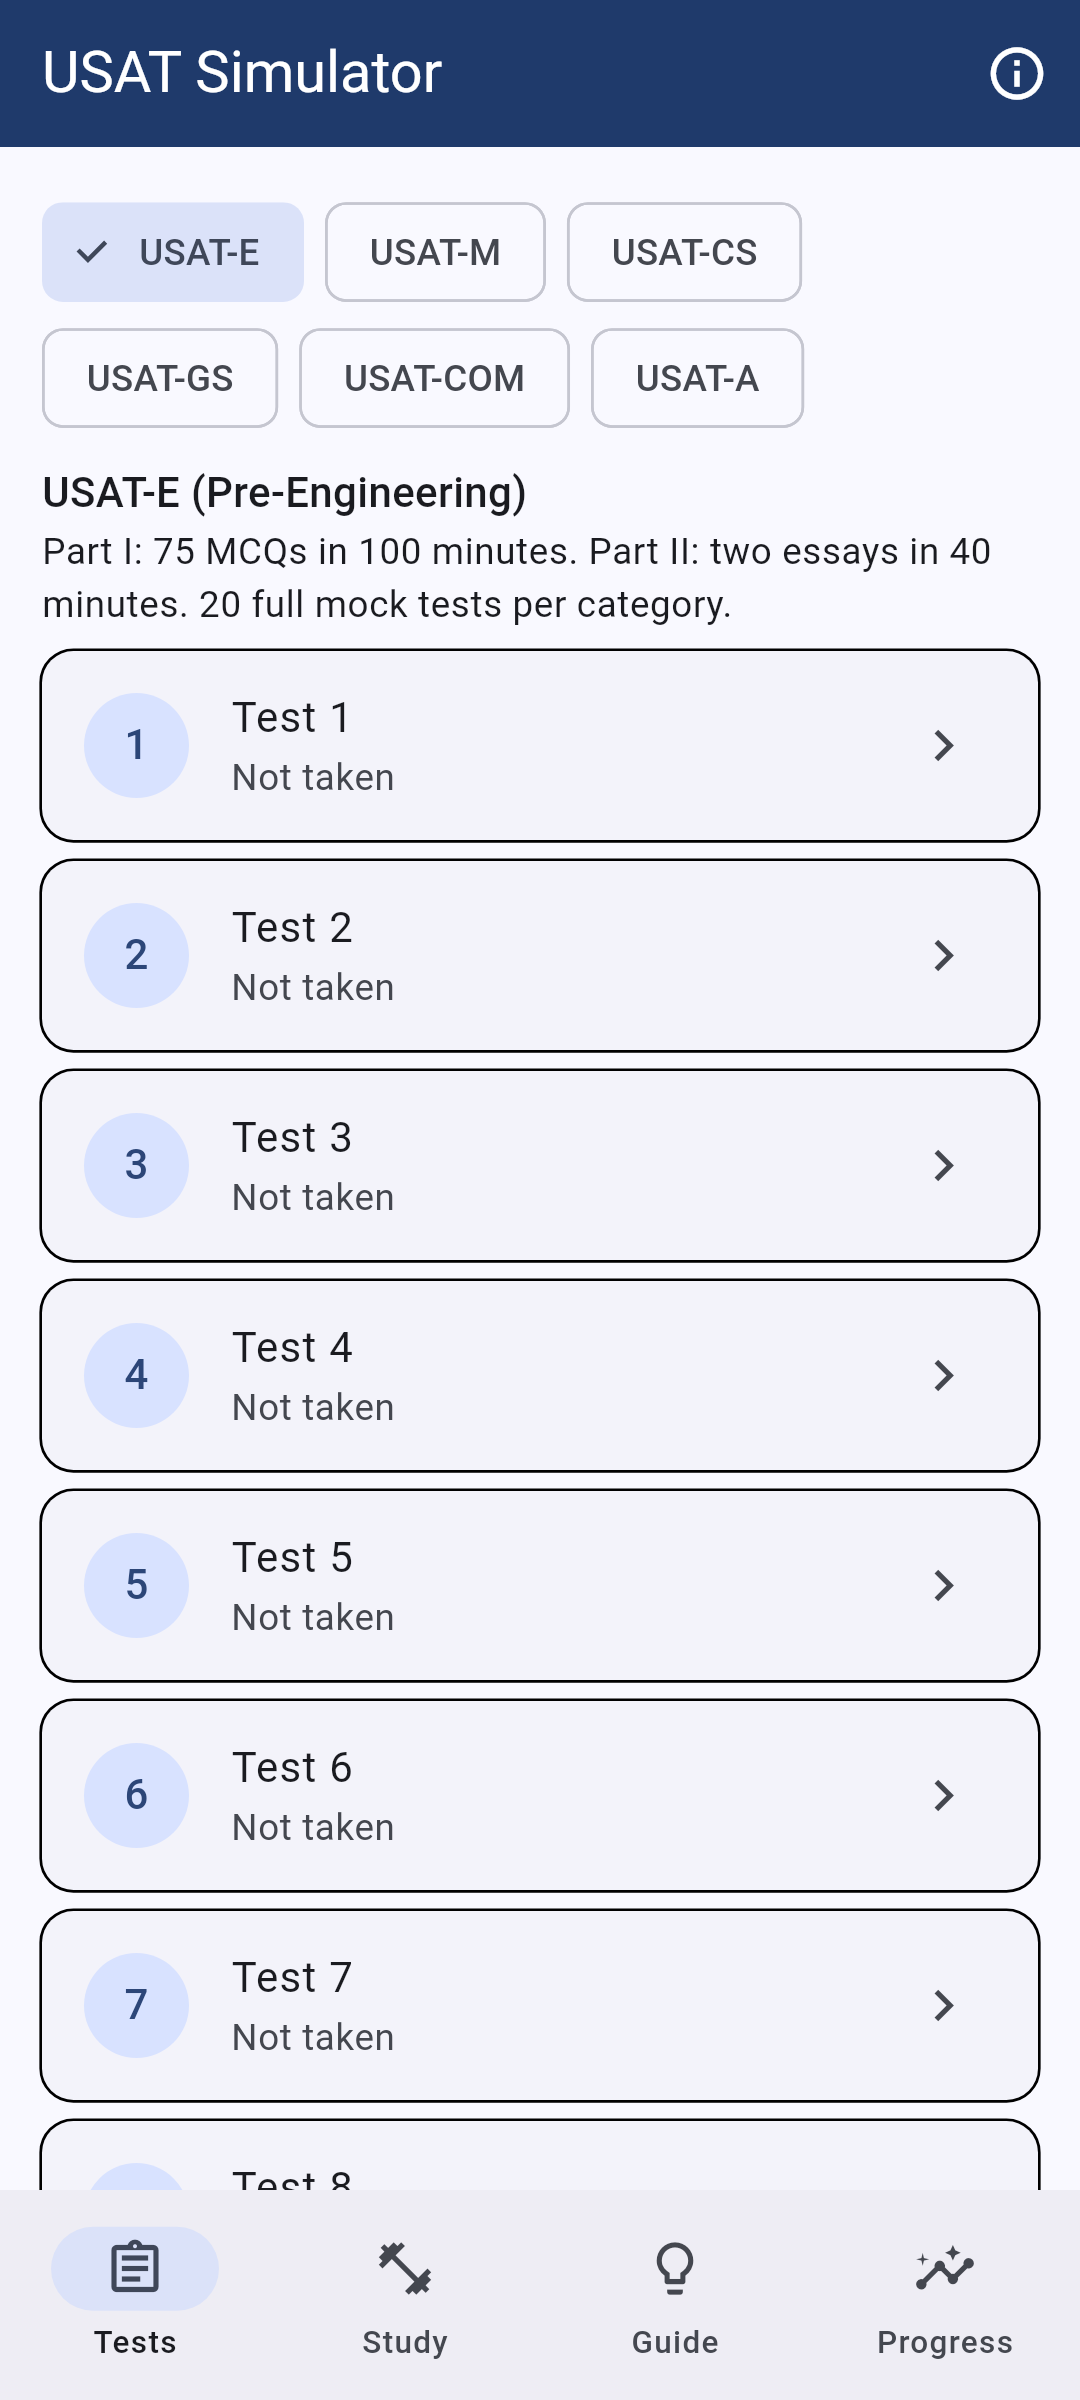 USAT Simulator
USAT-E
USAT-M
USAT-CS
USAT-GS
USAT-COM
USAT-A
USAT-E (Pre-Engineering)
Part I: 75 MCQs in 100 minutes. Part II: two essays in 40
minutes. 20 full mock tests per category.
1
Test 1
Not taken
2
Test 2
Not taken
3
Test 3
Not taken
4
Test 4
Not taken
5
Test 5
Not taken
6
Test 6
Not taken
7
Test 7
Not taken
Test 8
Tests
Study
Guide
Progress